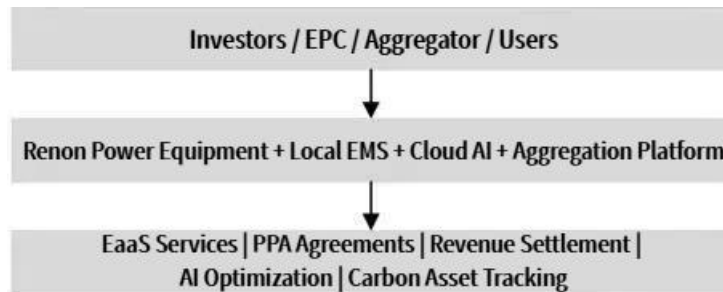 Investors / EPC / Aggregator / Users
Renon Power Equipment + Local EMS + Cloud AI + Aggregation Platform
EaaS Services | PPA Agreements | Revenue Settlement |
AI Optimization | Carbon Asset Tracking